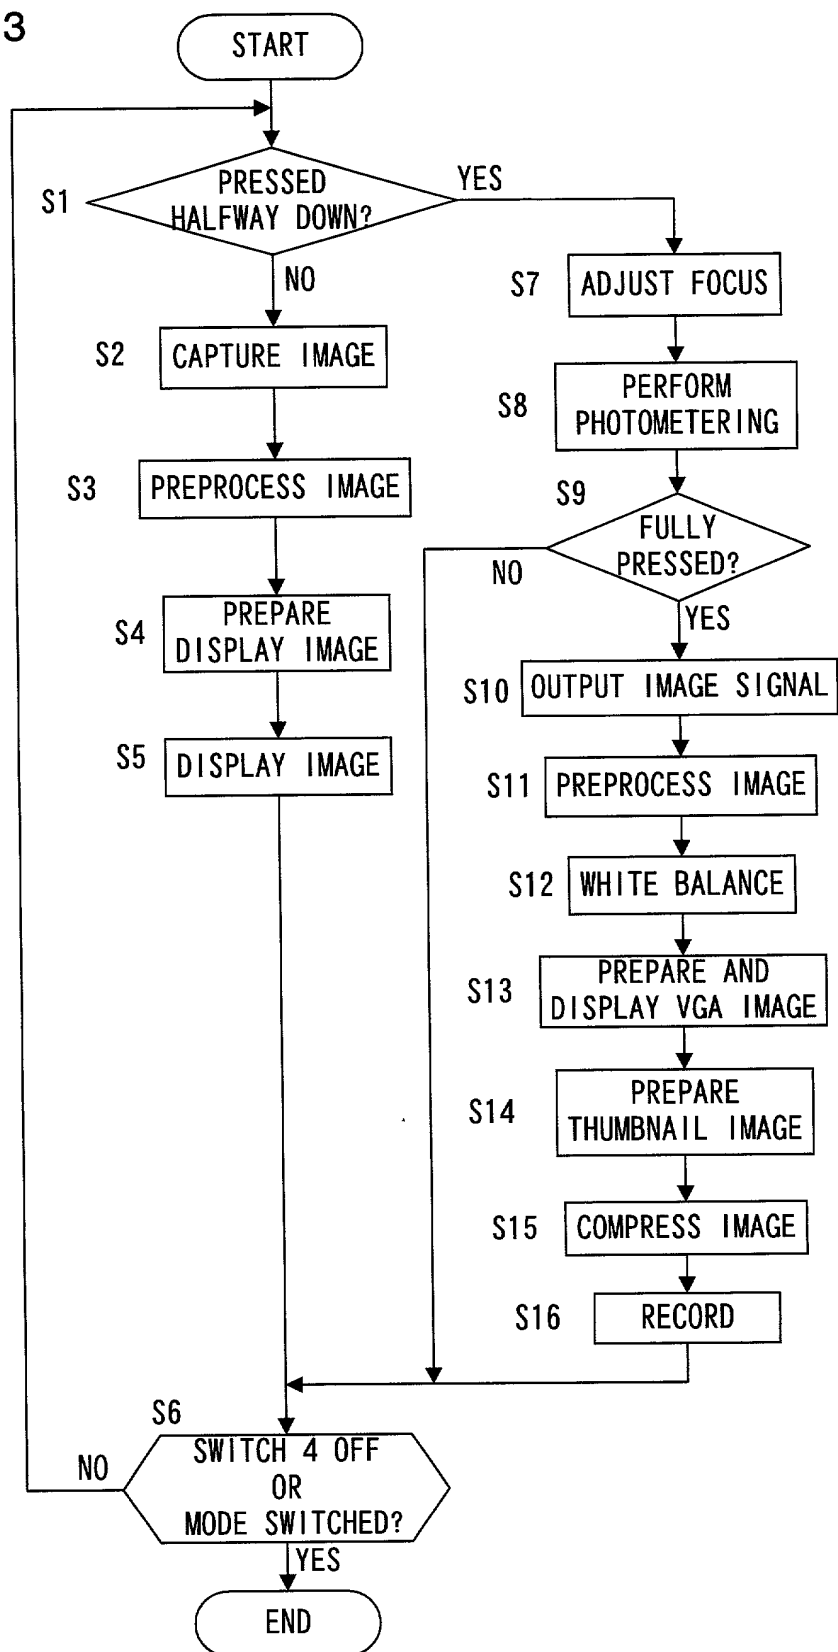 3
START
S1
PRESSED
HALFWAY DOWN?
YES
NO
S2
CAPTURE IMAGE
S3
PREPROCESS IMAGE
S4
PREPARE
DISPLAY IMAGE
S5
DISPLAY IMAGE
S7
ADJUST FOCUS
S8
PERFORM
PHOTOMETERING
S9
FULLY
PRESSED?
NO
YES
S10
OUTPUT IMAGE SIGNAL
S11
PREPROCESS IMAGE
S12
WHITE BALANCE
S13
PREPARE AND
DISPLAY VGA IMAGE
S14
PREPARE
THUMBNAIL IMAGE
S15
COMPRESS IMAGE
S16
RECORD
S6
SWITCH 4 OFF
OR
MODE SWITCHED?
NO
YES
END